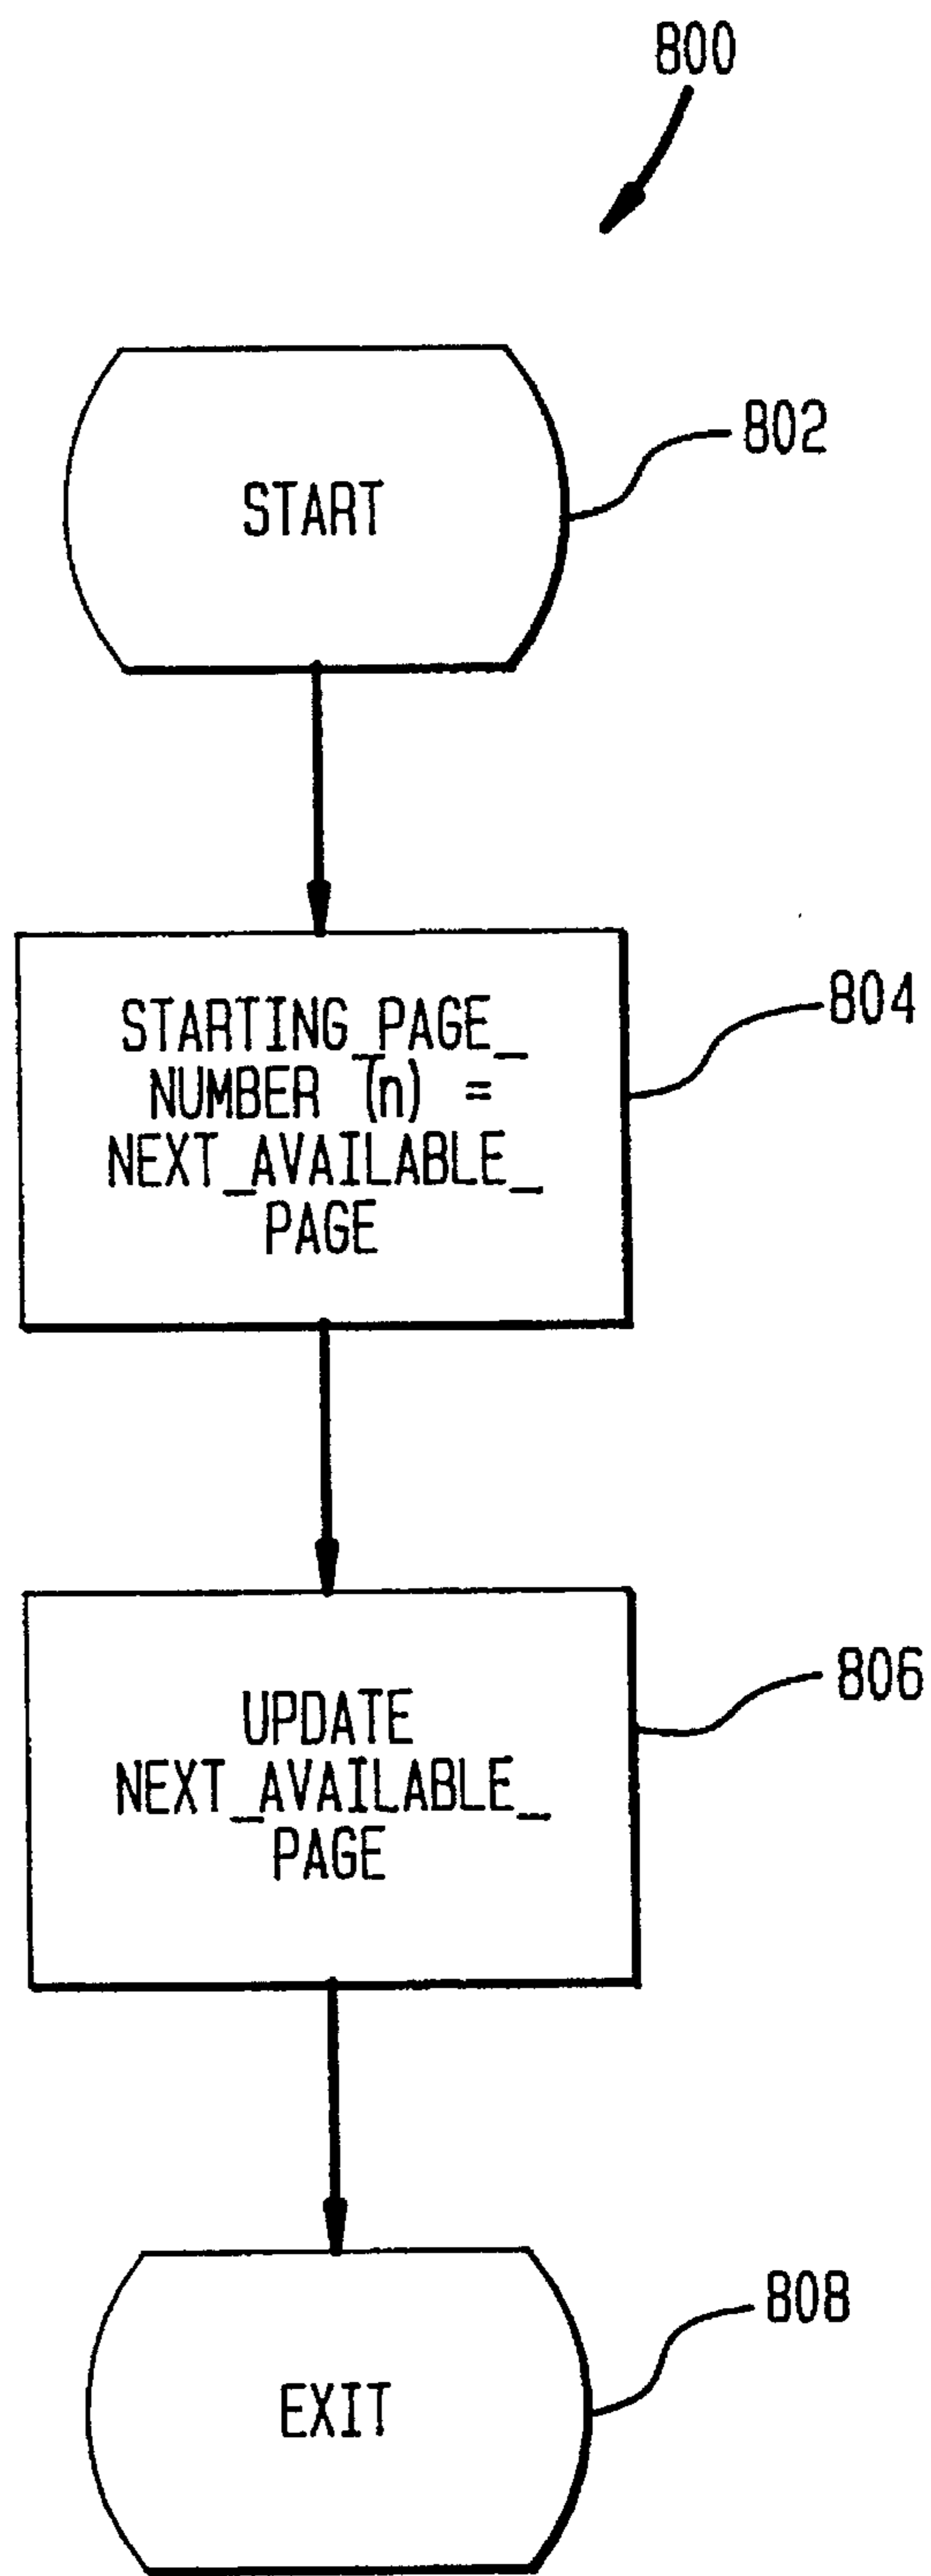 800
START
802
STARTING_PAGE_
NUMBER (n) =
NEXT_AVAILABLE_
PAGE
804
UPDATE
NEXT_AVAILABLE_
PAGE
806
EXIT
808